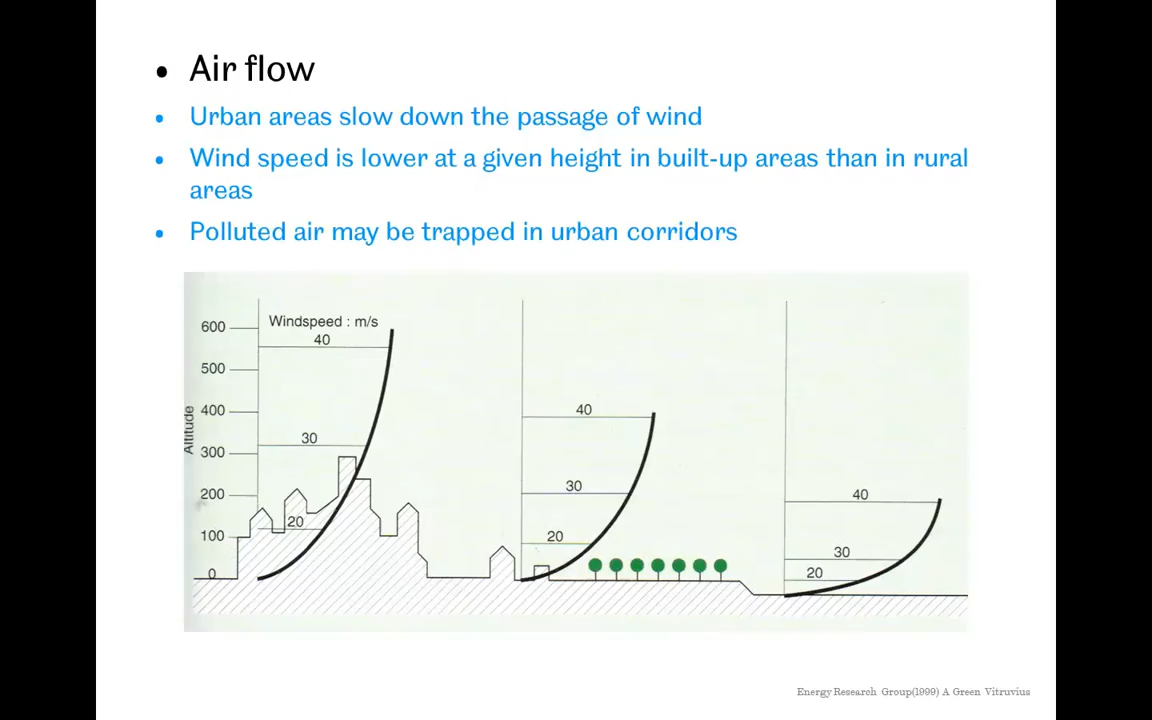 • Air flow
• Urban areas slow down the passage of wind
• Wind speed is lower at a given height in built-up areas than in rural
areas
• Polluted air may be trapped in urban corridors
Altitude
600
500
400
300
200
100
0
Windspeed : m/s
40
30
20
40
30
20
40
30
20
Energy Research Group(1999) A Green Vitruvius